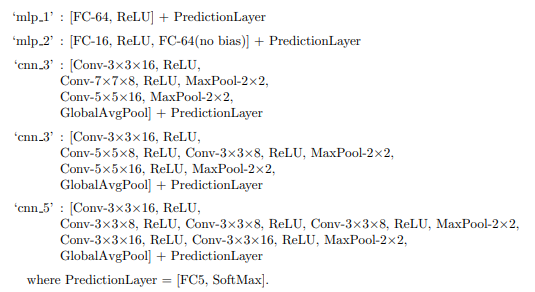 ‘mlp_1’ : [FC-64, ReLU] + PredictionLayer
‘mlp_2’ : [FC-16, ReLU, FC-64(no bias)] + PredictionLayer
‘cnn_3’ : [Conv-3×3×16, ReLU,
Conv-7×7×8, ReLU, MaxPool-2×2,
Conv-5×5×16, MaxPool-2×2,
GlobalAvgPool] + PredictionLayer
‘cnn_3’ : [Conv-3×3×16, ReLU,
Conv-5×5×8, ReLU, Conv-3×3×8, ReLU, MaxPool-2×2,
Conv-5×5×16, ReLU, MaxPool-2×2,
GlobalAvgPool] + PredictionLayer
‘cnn_5’ : [Conv-3×3×16, ReLU,
Conv-3×3×8, ReLU, Conv-3×3×8, ReLU, Conv-3×3×8, ReLU, MaxPool-2×2,
Conv-3×3×16, ReLU, Conv-3×3×16, ReLU, MaxPool-2×2,
GlobalAvgPool] + PredictionLayer
where PredictionLayer = [FC5, SoftMax].